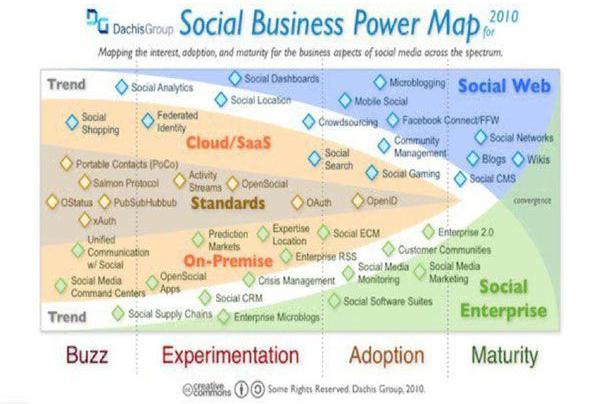 DG DachisGroup Social Business Power Map for 2010
Mapping the interest, adoption, and maturity for the business aspects of social media across the spectrum.
Trend
Social Analytics
Social Dashboards
Microblogging
Social Web
Social Location
Mobile Social
Social
Shopping
Federated
Identity
Crowdsourcing
Facebook Connect/FFW
Cloud/SaaS
Community
Management
Social Networks
Social
Search
Blogs
Wikis
Portable Contacts (PoCo)
Social Gaming
Social CMS
Salmon Protocol
Activity
Streams
OpenSocial
OStatus
PubSubHubbub
Standards
OAuth
OpenID
convergence
xAuth
Unified
Communication
w/ Social
Prediction
Markets
Expertise
Location
Social ECM
Enterprise 2.0
On-Premise
Enterprise RSS
Customer Communities
Social Media
Command Centers
OpenSocial
Apps
Crisis Management
Social Media
Monitoring
Social Media
Marketing
Social
Enterprise
Social CRM
Social Software Suites
Trend
Social Supply Chains
Enterprise Microblogs
Buzz
Experimentation
Adoption
Maturity
creative commons Some Rights Reserved. Dachis Group, 2010.